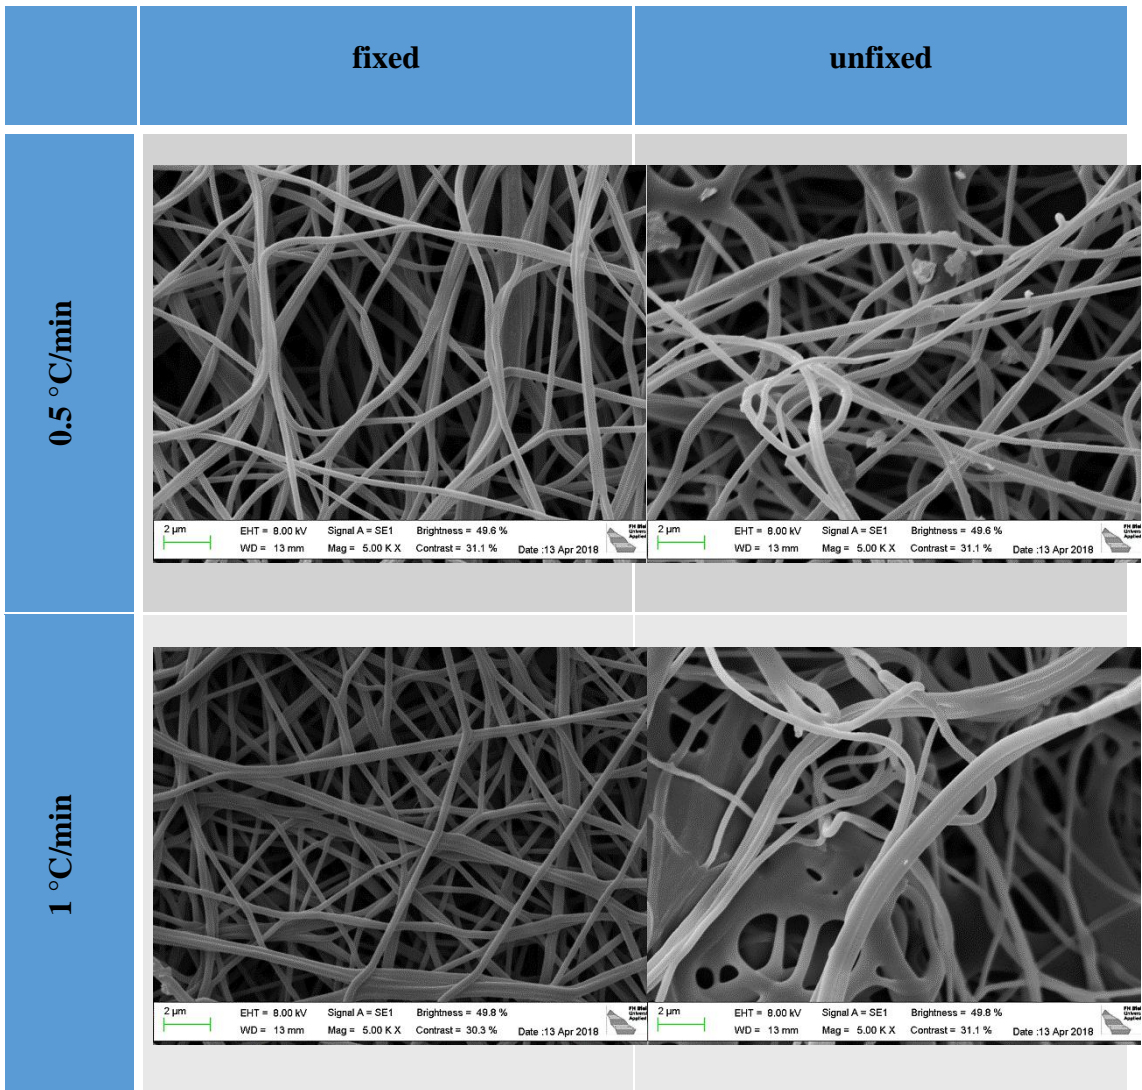 fixed
unfixed
0.5 °C/min
2 µm EHT = 8.00 kV Signal A = SE1 Brightness = 49.6 %
WD = 13 mm Mag = 5.00 K X Contrast = 31.1 % Date :13 Apr 2018
2 µm EHT = 8.00 kV Signal A = SE1 Brightness = 49.6 %
WD = 13 mm Mag = 5.00 K X Contrast = 31.1 % Date :13 Apr 2018
1 °C/min
2 µm EHT = 8.00 kV Signal A = SE1 Brightness = 49.8 %
WD = 13 mm Mag = 5.00 K X Contrast = 30.3 % Date :13 Apr 2018
2 µm EHT = 8.00 kV Signal A = SE1 Brightness = 49.8 %
WD = 13 mm Mag = 5.00 K X Contrast = 31.1 % Date :13 Apr 2018